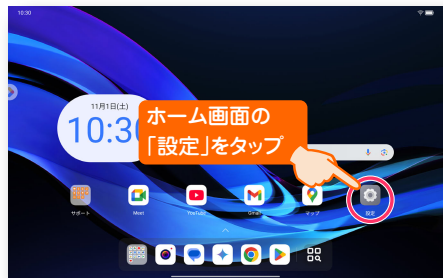 10:30
11月1日(土)
10:30
ホーム画面の
「設定」をタップ
サポート
Meet
YouTube
Gmail
マップ
設定